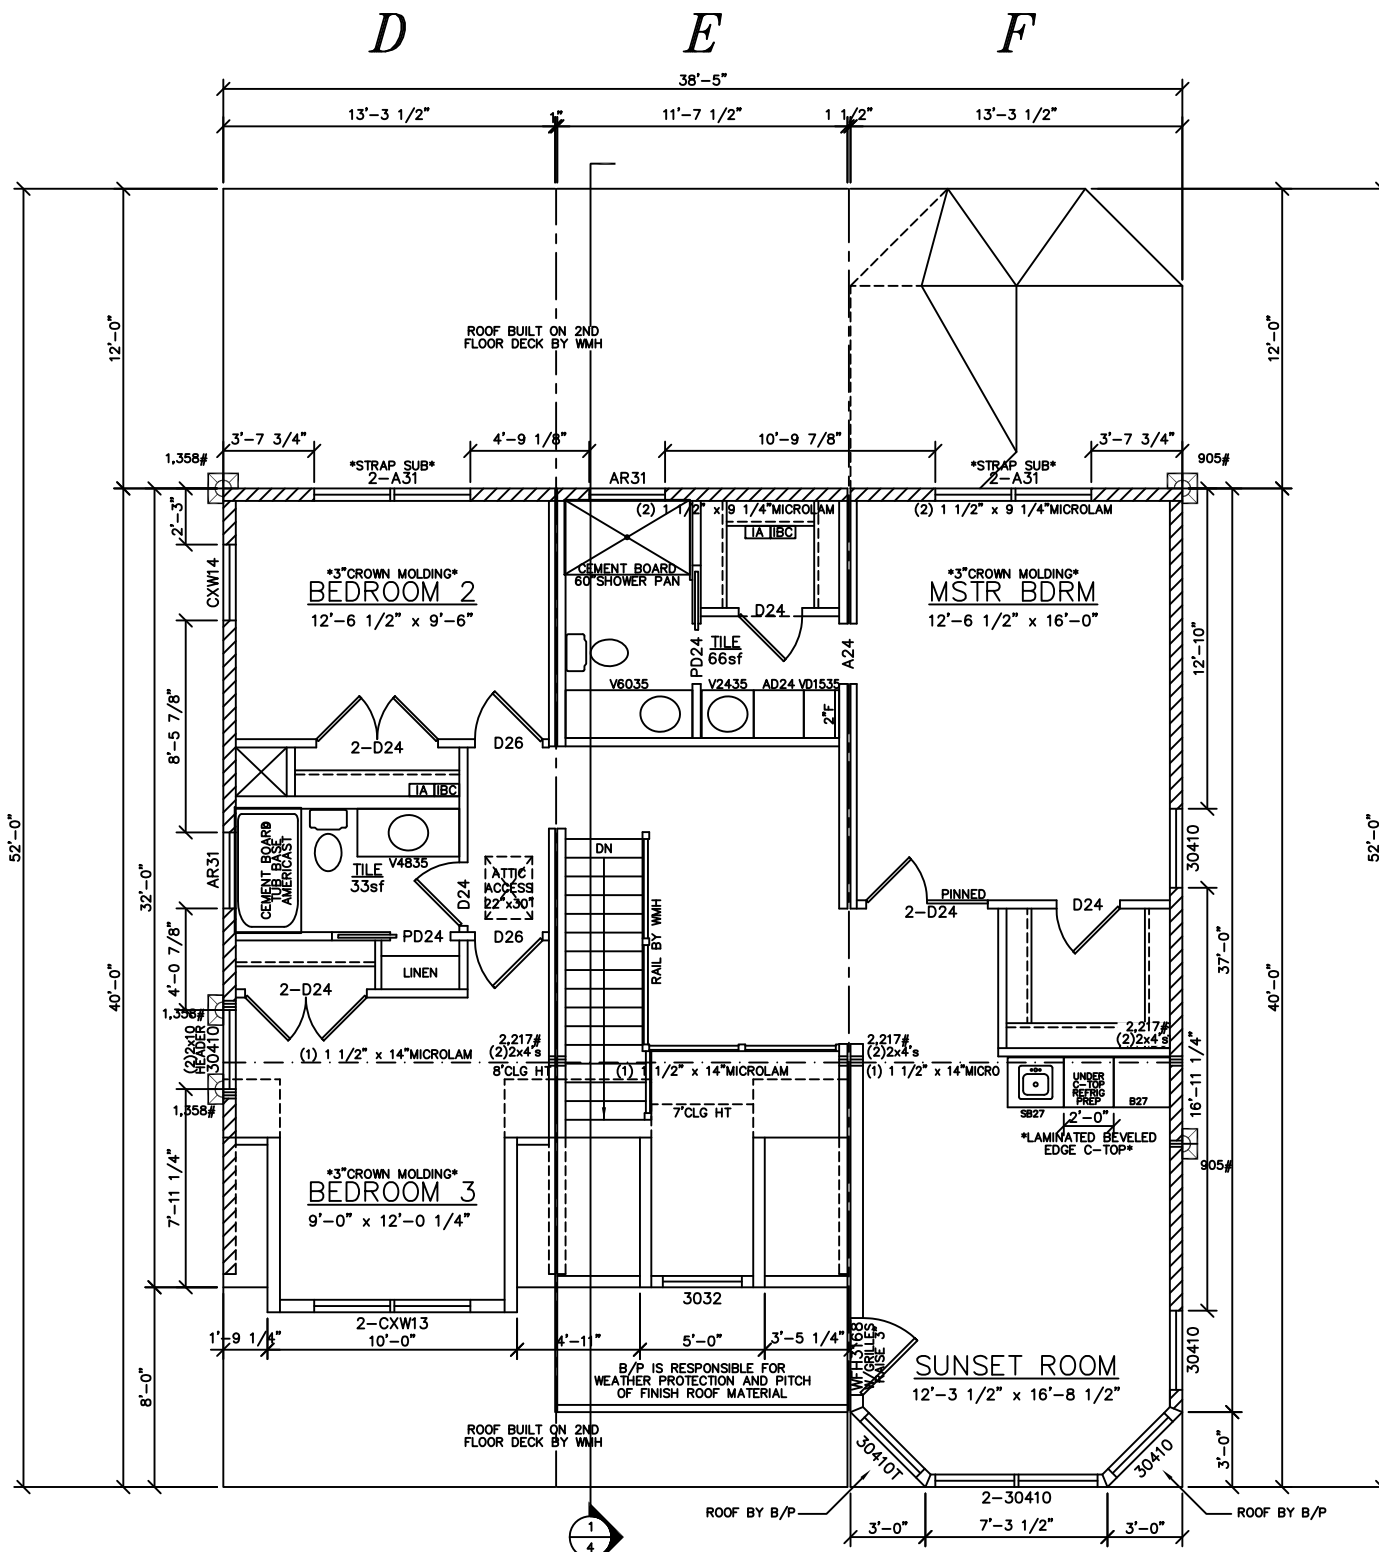 D E F
38'-5"
13'-3 1/2" 1" 11'-7 1/2" 1 1/2" 13'-3 1/2"
ROOF BUILT ON 2ND
FLOOR DECK BY WMH
12'-0"
12'-0"
3'-7 3/4" 4'-9 1/8" 10'-9 7/8" 3'-7 3/4"
1,358#
*STRAP SUB*
2-A31
AR31
*STRAP SUB*
2-A31
905#
(2) 1 1/2" x 9 1/4"MICROLAM
(2) 1 1/2" x 9 1/4"MICROLAM
2'-3"
CXW14
IA IBC
CEMENT BOARD
60"SHOWER PAN
*3"CROWN MOLDING*
BEDROOM 2
12'-6 1/2" x 9'-6"
*3"CROWN MOLDING*
MSTR BDRM
12'-6 1/2" x 16'-0"
D24
PD24
TILE
66sf
A24
12'-10"
V6035 V2435 AD24 VD1535
2"F
8'-5 7/8"
2-D24
D26
IA IBC
52'-0"
32'-0"
40'-0"
AR31
CEMENT BOARD
TUB BASE
AMERICAST
V4835
TILE
33sf
D24
ATTIC
ACCESS
22"x30"
DN
RAIL BY WMH
30410
52'-0"
PINNED
2-D24
D24
PD24
D26
LINEN
4'-0 7/8"
37'-0"
40'-0"
2-D24
1,358#
(2)2x10
HEADER
30410
(1) 1 1/2" x 14"MICROLAM
2,217#
(2)2x4's
8'CLG HT
(1) 1 1/2" x 14"MICROLAM
2,217#
(2)2x4's
(1) 1 1/2" x 14"MICRO
2,217#
(2)2x4's
16'-11 1/4"
1,358#
7'CLG HT
UNDER
C-TOP
REFRIG
PREP
SB27
B27
2'-0"
*LAMINATED BEVELED
EDGE C-TOP*
905#
7'-11 1/4"
*3"CROWN MOLDING*
BEDROOM 3
9'-0" x 12'-0 1/4"
3032
2-CXW13
1'-9 1/4" 10'-0" 4'-11" 5'-0" 3'-5 1/4"
WFH3168
W/GRILLES
RAISE 3"
30410
SUNSET ROOM
12'-3 1/2" x 16'-8 1/2"
B/P IS RESPONSIBLE FOR
WEATHER PROTECTION AND PITCH
OF FINISH ROOF MATERIAL
8'-0"
ROOF BUILT ON 2ND
FLOOR DECK BY WMH
30410T
30410
3'-0"
2-30410
ROOF BY B/P
ROOF BY B/P
3'-0" 7'-3 1/2" 3'-0"
1
4